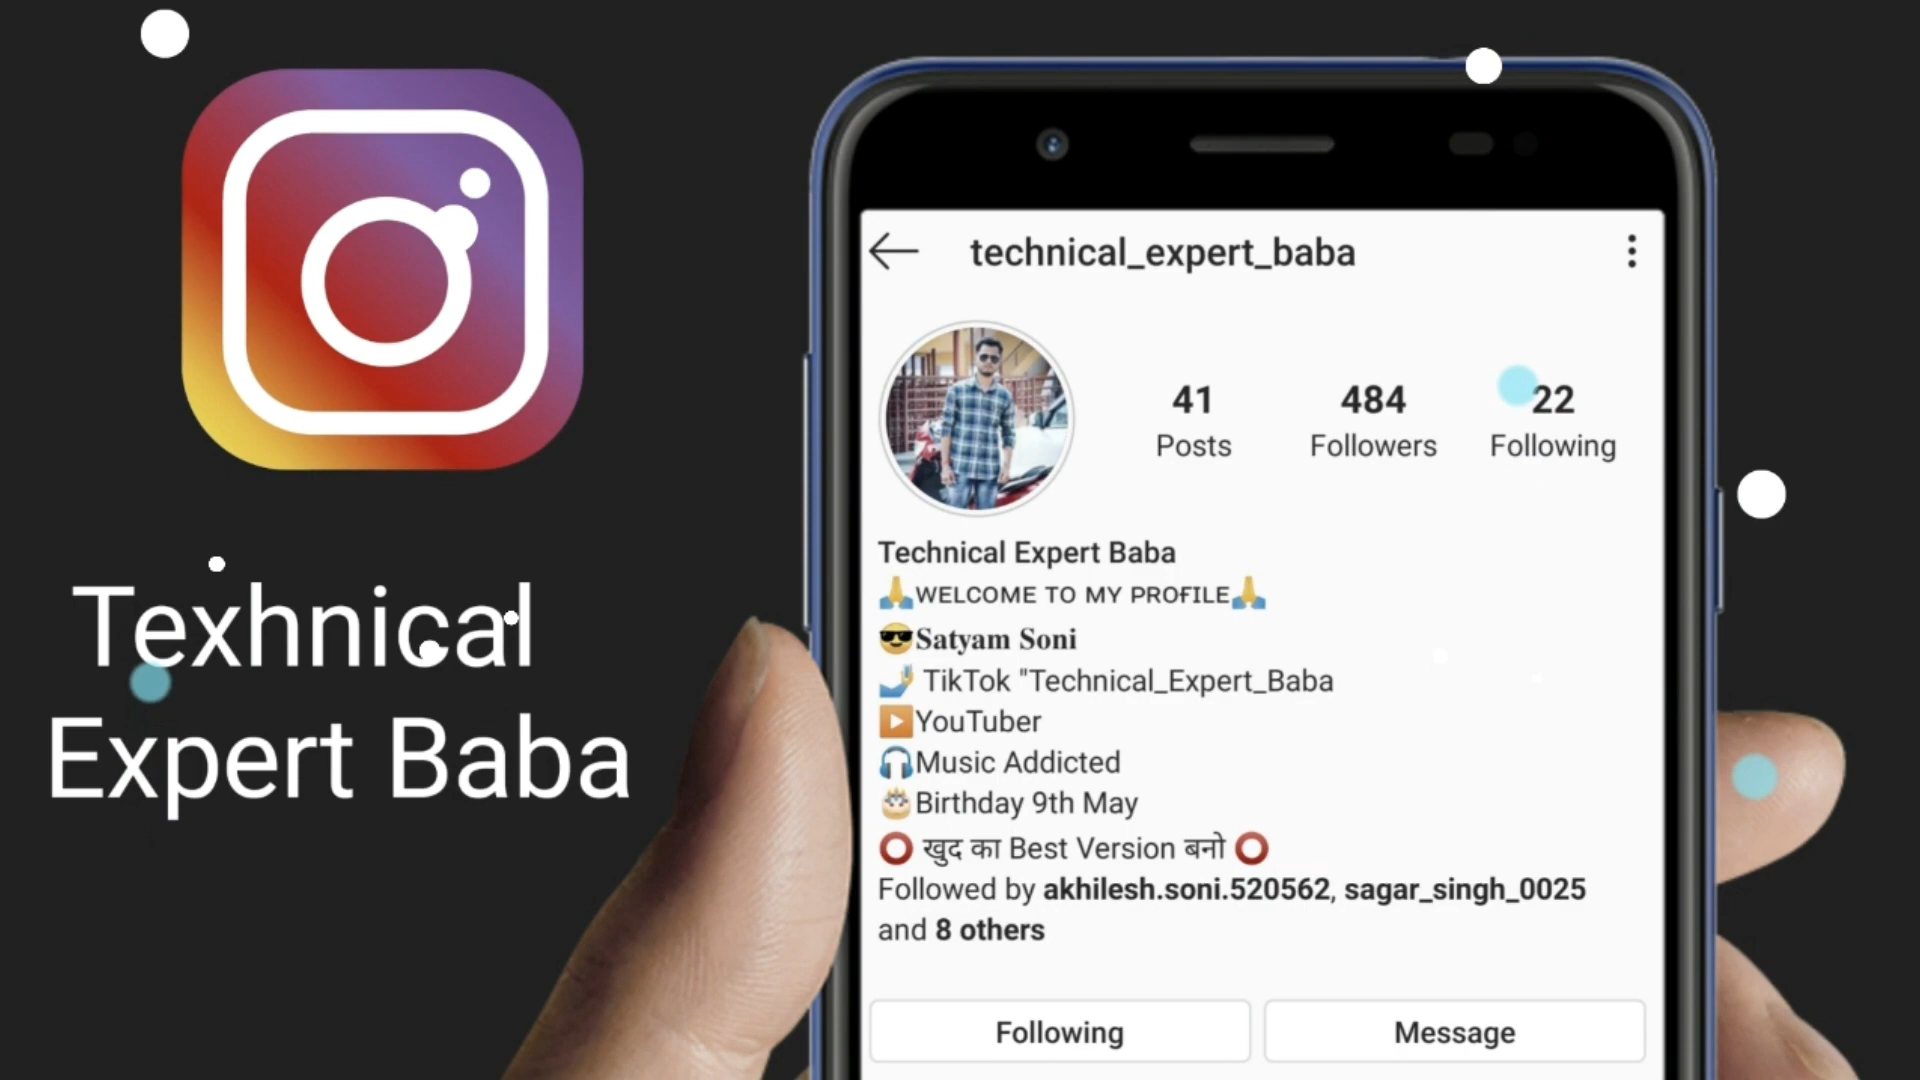 Texhnical
Expert Baba
technical_expert_baba
41
Posts
484
Followers
22
Following
Technical Expert Baba
🙏WELCOME TO MY PROFILE🙏
😎Satyam Soni
🤳 TikTok "Technical_Expert_Baba
▶️YouTuber
🎧Music Addicted
🎂Birthday 9th May
⭕ खुद का Best Version बनो ⭕
Followed by akhilesh.soni.520562, sagar_singh_0025
and 8 others
Following
Message